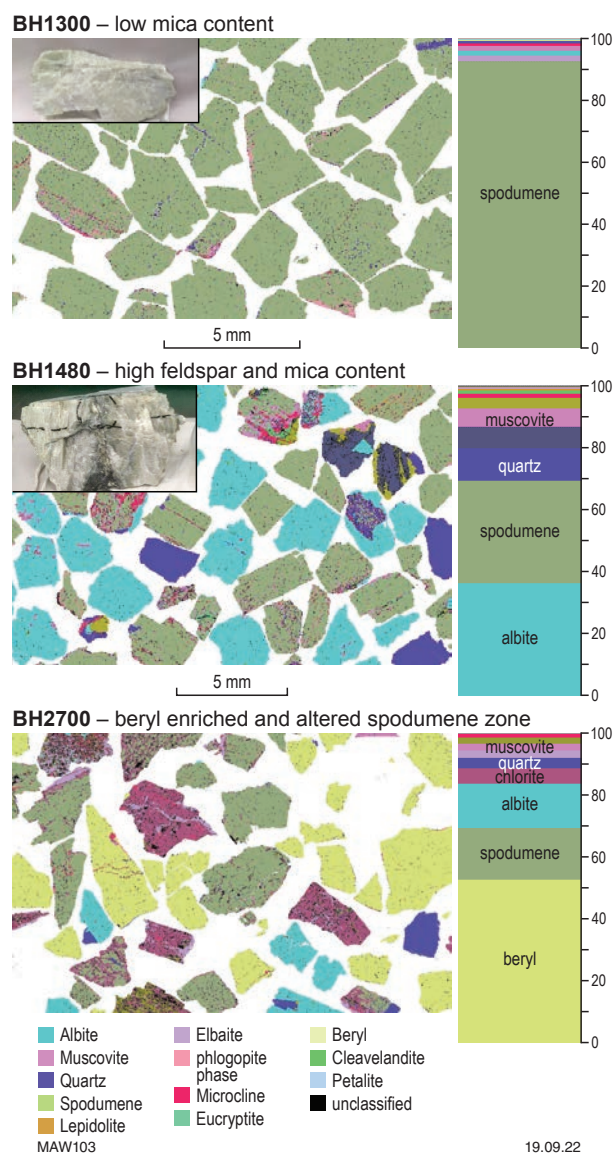 BH1300 – low mica content
100
80
60
40
20
0
spodumene
5 mm
BH1480 – high feldspar and mica content
100
80
60
40
20
0
muscovite
quartz
spodumene
albite
5 mm
BH2700 – beryl enriched and altered spodumene zone
100
80
60
40
20
0
muscovite
quartz
chlorite
albite
spodumene
beryl
Albite
Muscovite
Quartz
Spodumene
Lepidolite
Elbaite
phlogopite
phase
Microcline
Eucryptite
Beryl
Cleavelandite
Petalite
unclassified
MAW103
19.09.22